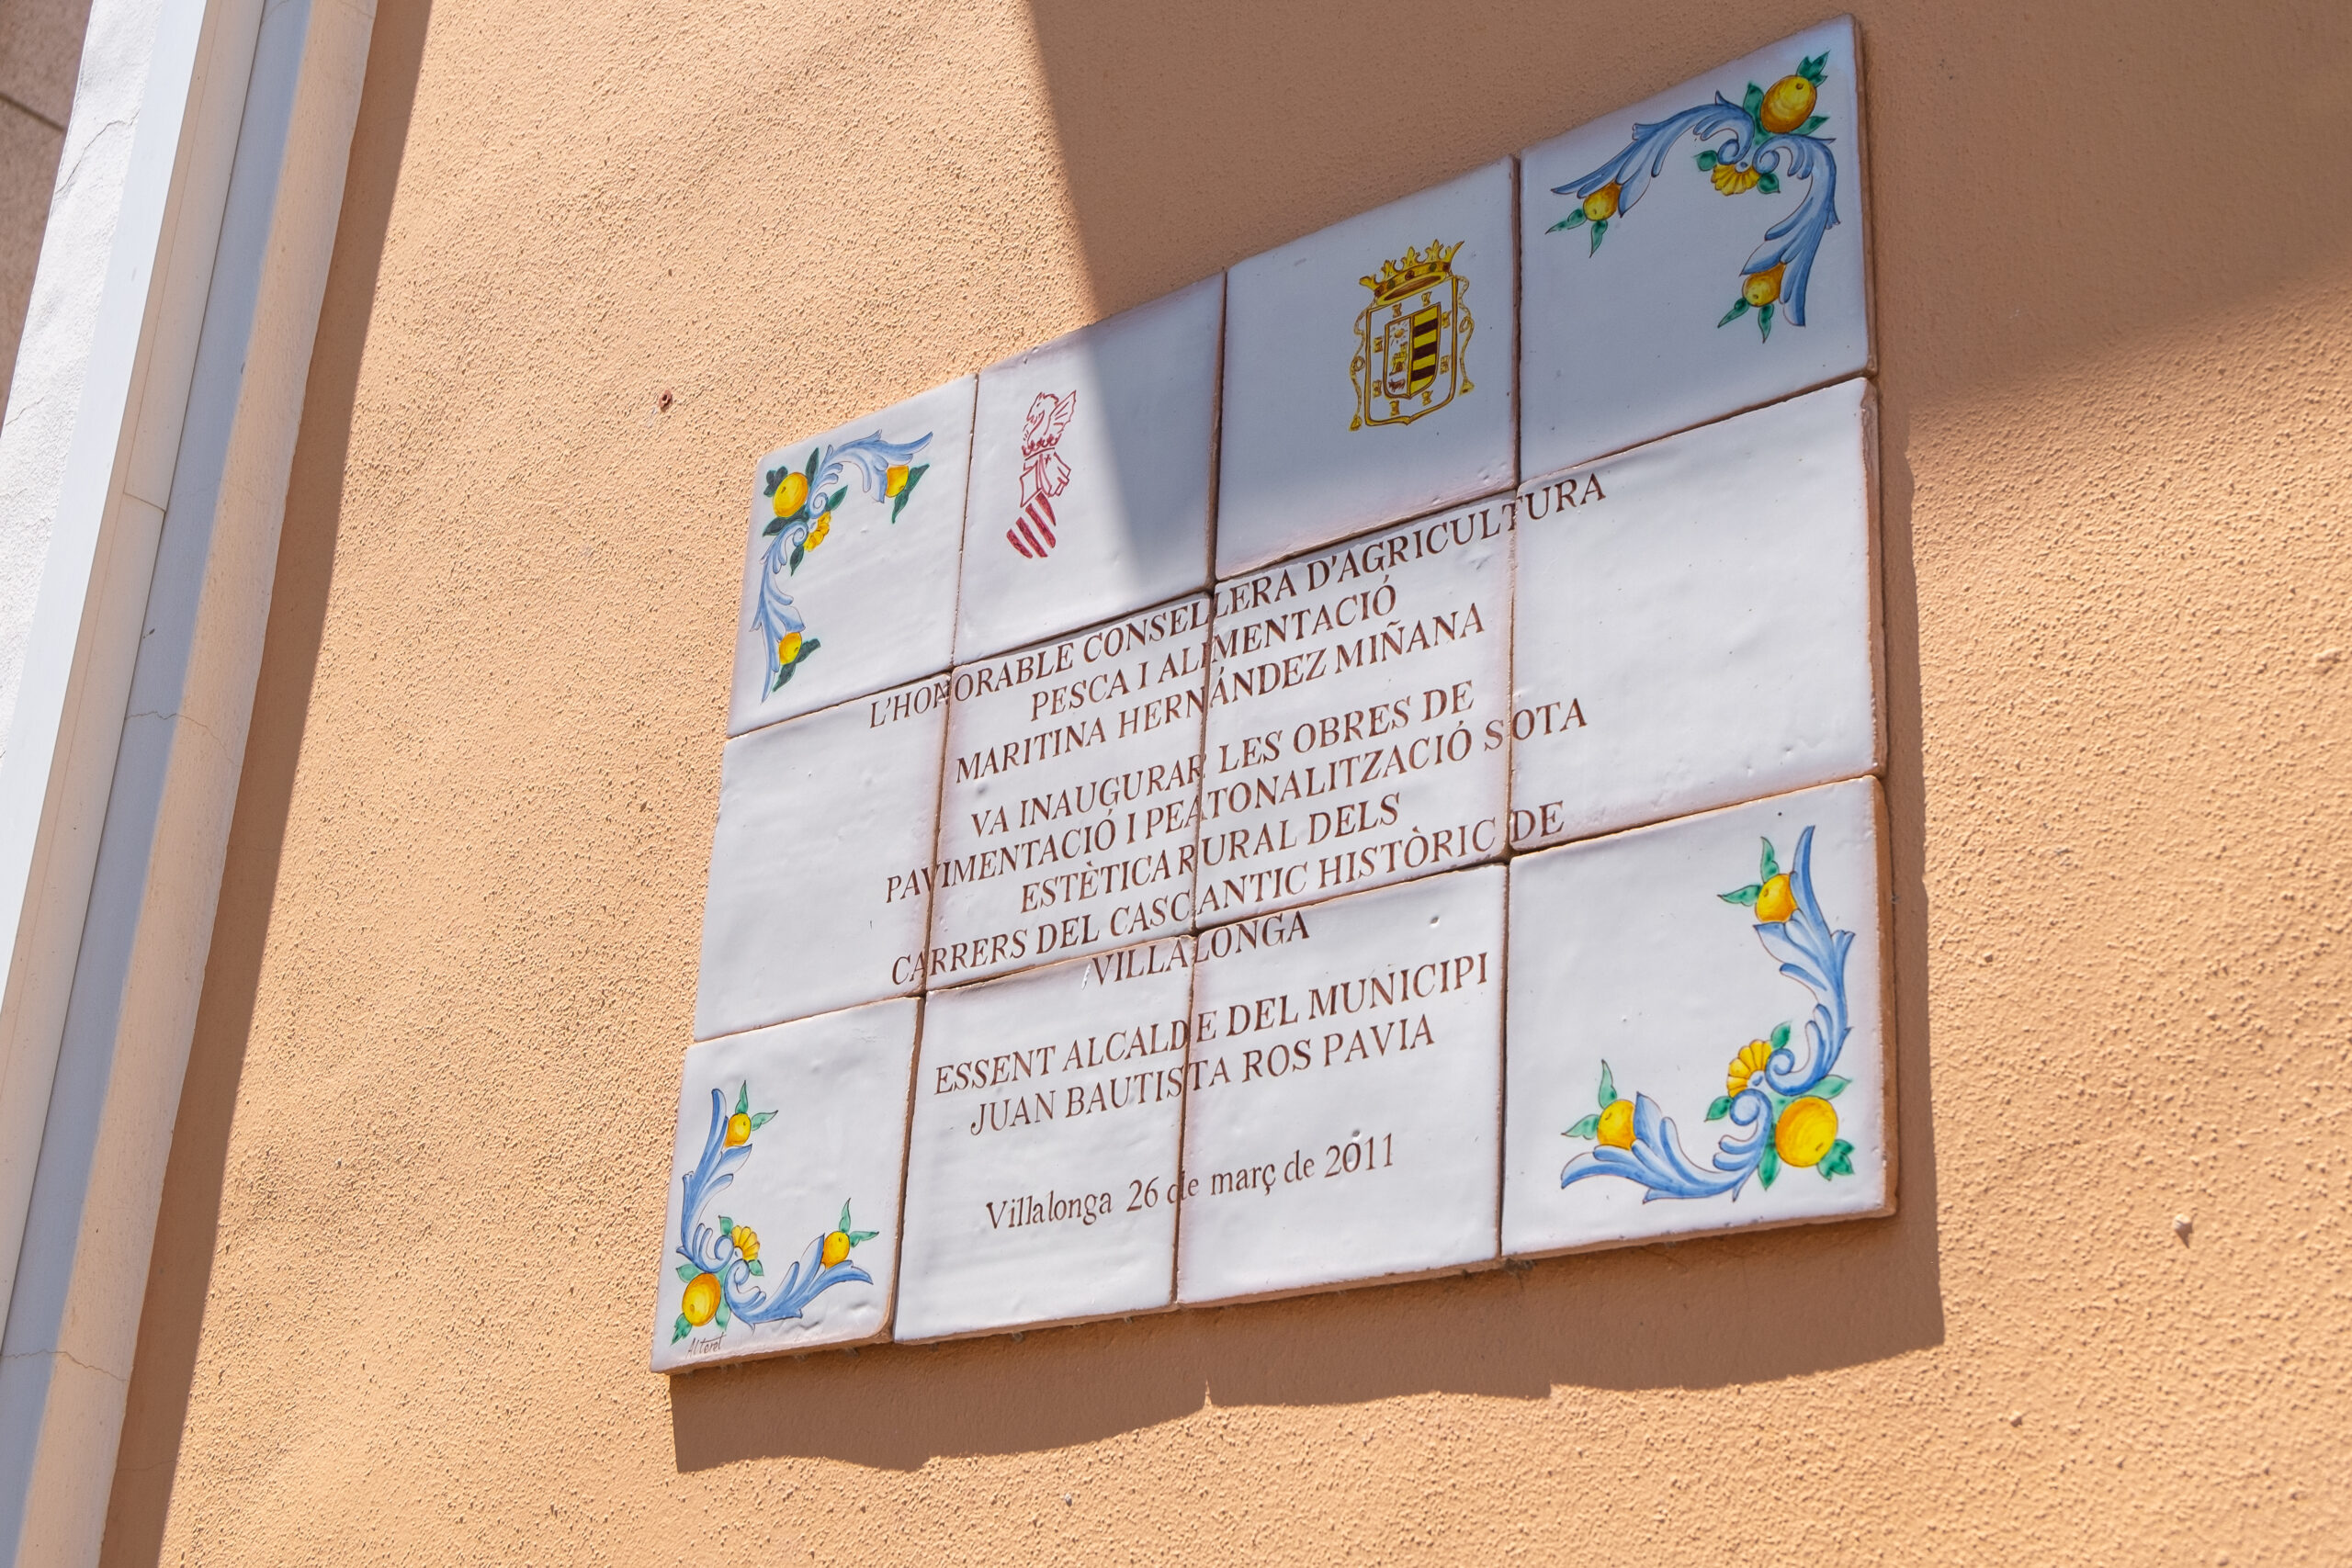 L'HONORABLE CONSELLERA D'AGRICULTURA
PESCA I ALIMENTACIÓ
MARITINA HERNÁNDEZ MIÑANA
VA INAUGURAR LES OBRES DE
PAVIMENTACIÓ I PEATONALITZACIÓ SOTA
ESTÈTICA RURAL DELS
CARRERS DEL CASC ANTIC HISTÒRIC DE
VILLALONGA
ESSENT ALCALDE DEL MUNICIPI
JUAN BAUTISTA ROS PAVIA
Villalonga 26 de març de 2011
Alteret